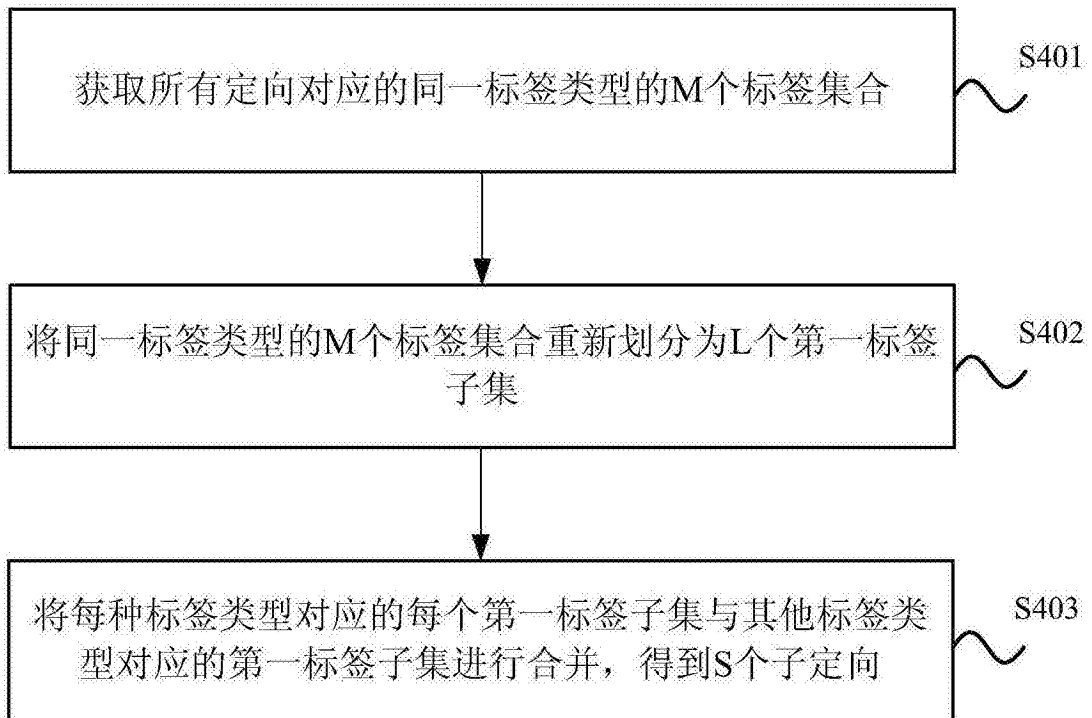 获取所有定向对应的同一标签类型的M个标签集合
S401
将同一标签类型的M个标签集合重新划分为L个第一标签
子集
S402
将每种标签类型对应的每个第一标签子集与其他标签类
型对应的第一标签子集进行合并，得到S个子定向
S403